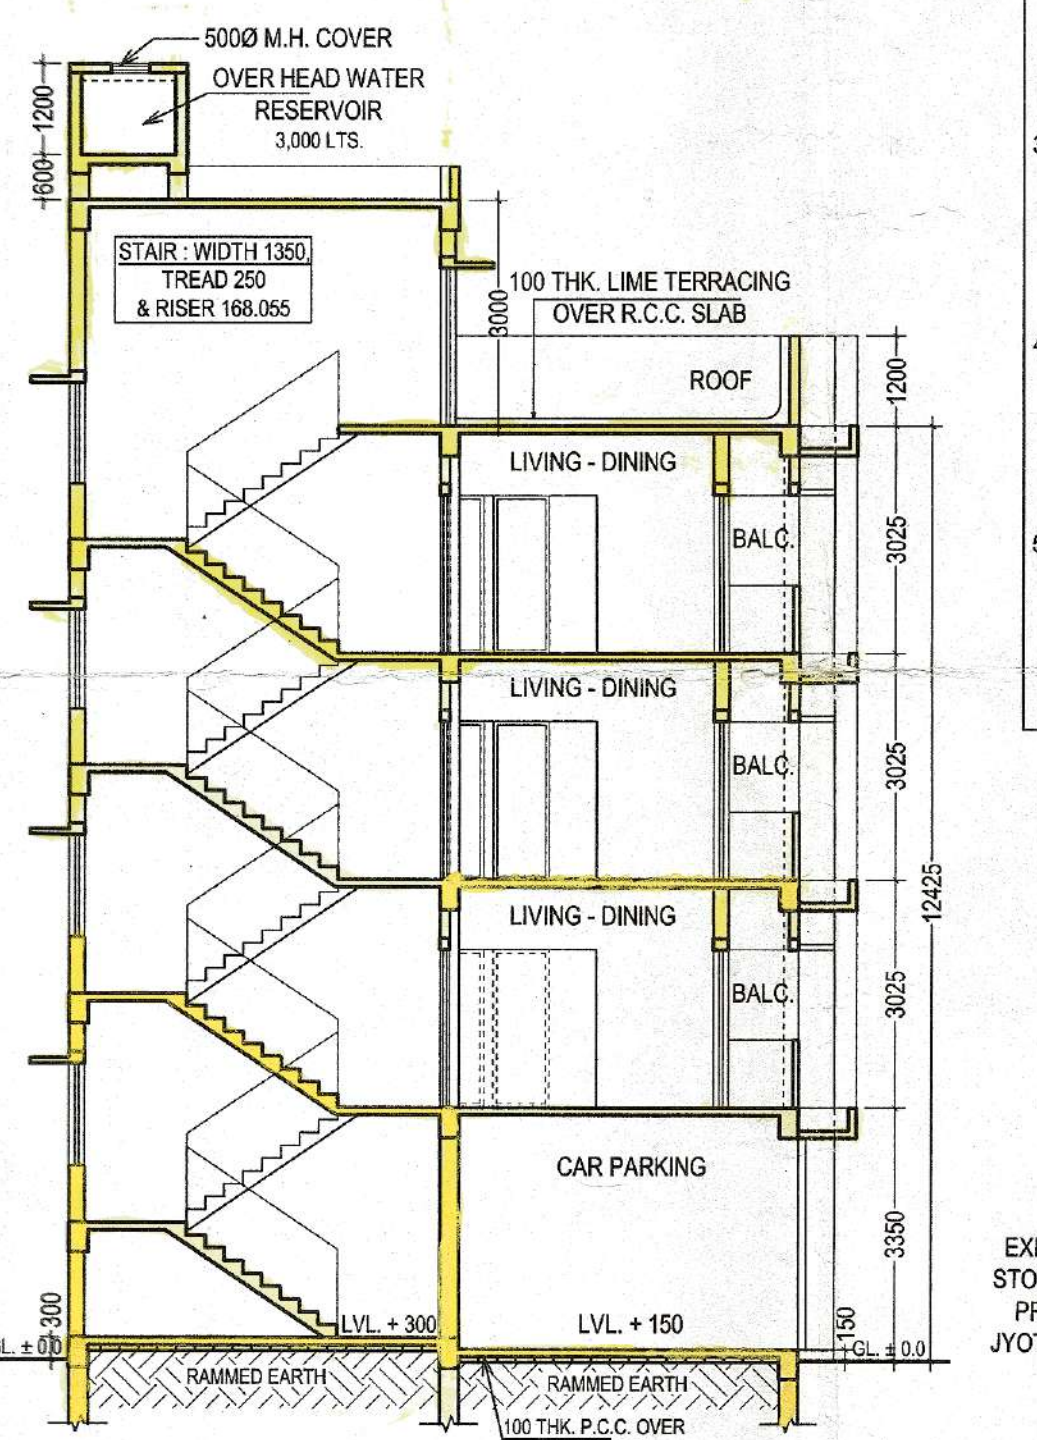 500Ø M.H. COVER
OVER HEAD WATER
RESERVOIR
3,000 LTS.
1200
600
STAIR : WIDTH 1350,
TREAD 250
& RISER 168.055
3000
100 THK. LIME TERRACING
OVER R.C.C. SLAB
ROOF
1200
LIVING - DINING
BALC.
3025
LIVING - DINING
BALC.
3025
12425
LIVING - DINING
BALC.
3025
CAR PARKING
3350
300
LVL. + 300
LVL. + 150
150
GL. ± 0.0
GL. ± 0.0
RAMMED EARTH
RAMMED EARTH
100 THK. P.C.C. OVER